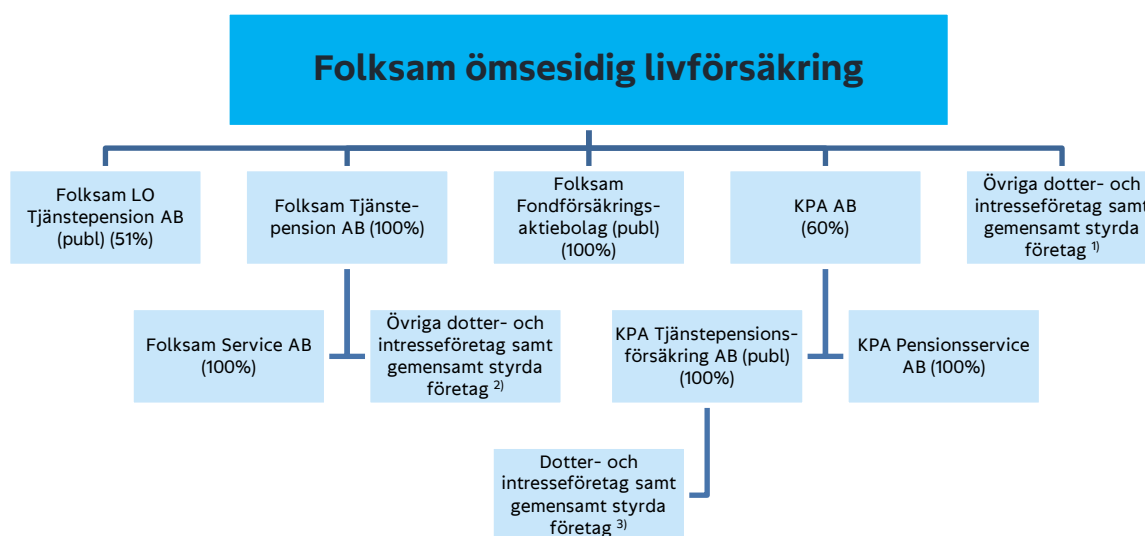 Folksam ömsesidig livförsäkring
Folksam LO
Tjänstepension AB
(publ) (51%)
Folksam Tjänste-
pension AB (100%)
Folksam
Fondförsäkrings-
aktiebolag (publ)
(100%)
KPA AB
(60%)
Övriga dotter- och
intresseföretag samt
gemensamt styrda
företag ¹⁾
Folksam Service AB
(100%)
Övriga dotter- och
intresseföretag samt
gemensamt styrda
företag ²⁾
KPA Tjänstepensions-
försäkring AB (publ)
(100%)
KPA Pensionsservice
AB (100%)
Dotter- och
intresseföretag samt
gemensamt styrda
företag ³⁾